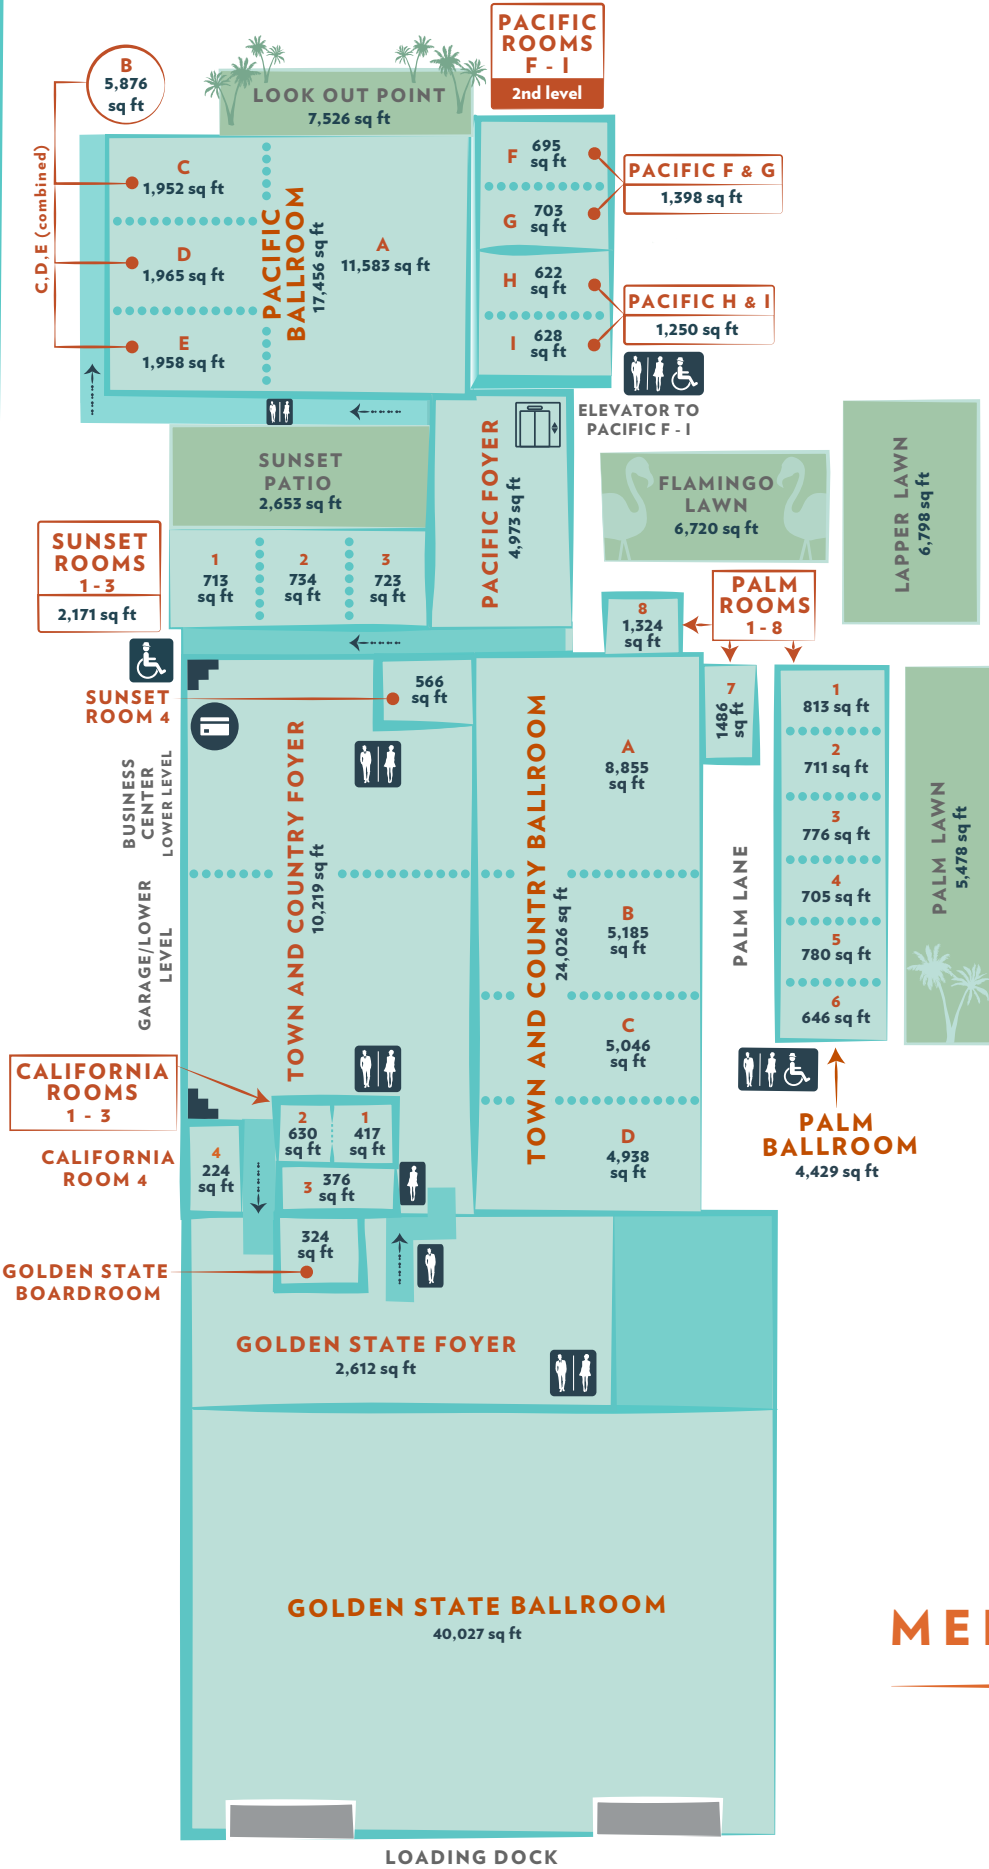 PACIFIC
ROOMS
F - I
2nd level
B
5,876
sq ft
LOOK OUT POINT
7,526 sq ft
C,D,E (combined)
C
1,952 sq ft
D
1,965 sq ft
E
1,958 sq ft
PACIFIC
BALLROOM
17,456 sq ft
A
11,583 sq ft
F
695
sq ft
G
703
sq ft
H
622
sq ft
I
628
sq ft
PACIFIC F & G
1,398 sq ft
PACIFIC H & I
1,250 sq ft
ELEVATOR TO
PACIFIC F - I
SUNSET
PATIO
2,653 sq ft
PACIFIC FOYER
4,973 sq ft
FLAMINGO
LAWN
6,720 sq ft
LAPPER LAWN
6,798 sq ft
SUNSET
ROOMS
1 - 3
2,171 sq ft
1
713
sq ft
2
734
sq ft
3
723
sq ft
PALM
ROOMS
1 - 8
8
1,324
sq ft
7
1486
sq ft
SUNSET
ROOM 4
566
sq ft
BUSINESS
CENTER
LOWER LEVEL
GARAGE/LOWER
LEVEL
TOWN AND COUNTRY FOYER
10,219 sq ft
TOWN AND COUNTRY BALLROOM
24,026 sq ft
A
8,855
sq ft
B
5,185
sq ft
C
5,046
sq ft
D
4,938
sq ft
PALM LANE
1
813 sq ft
2
711 sq ft
3
776 sq ft
4
705 sq ft
5
780 sq ft
6
646 sq ft
PALM LAWN
5,478 sq ft
PALM
BALLROOM
4,429 sq ft
CALIFORNIA
ROOMS
1 - 3
CALIFORNIA
ROOM 4
2
630
sq ft
1
417
sq ft
3
376
sq ft
4
224
sq ft
324
sq ft
GOLDEN STATE
BOARDROOM
GOLDEN STATE FOYER
2,612 sq ft
GOLDEN STATE BALLROOM
40,027 sq ft
LOADING DOCK